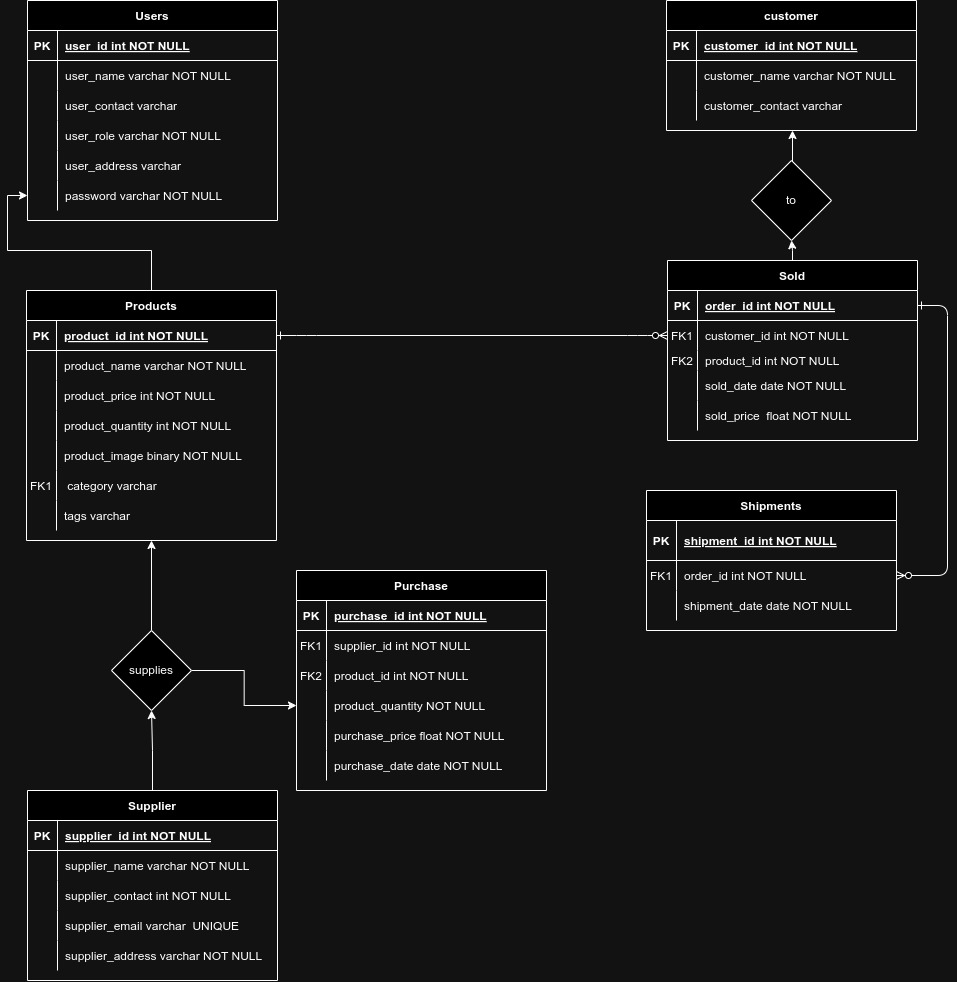 Users
PK user_id int NOT NULL
user_name varchar NOT NULL
user_contact varchar
user_role varchar NOT NULL
user_address varchar
password varchar NOT NULL
customer
PK customer_id int NOT NULL
customer_name varchar NOT NULL
customer_contact varchar
to
Products
PK product_id int NOT NULL
product_name varchar NOT NULL
product_price int NOT NULL
product_quantity int NOT NULL
product_image binary NOT NULL
FK1 category varchar
tags varchar
Sold
PK order_id int NOT NULL
FK1 customer_id int NOT NULL
FK2 product_id int NOT NULL
sold_date date NOT NULL
sold_price float NOT NULL
Shipments
PK shipment_id int NOT NULL
FK1 order_id int NOT NULL
shipment_date date NOT NULL
supplies
Purchase
PK purchase_id int NOT NULL
FK1 supplier_id int NOT NULL
FK2 product_id int NOT NULL
product_quantity NOT NULL
purchase_price float NOT NULL
purchase_date date NOT NULL
Supplier
PK supplier_id int NOT NULL
supplier_name varchar NOT NULL
supplier_contact int NOT NULL
supplier_email varchar UNIQUE
supplier_address varchar NOT NULL